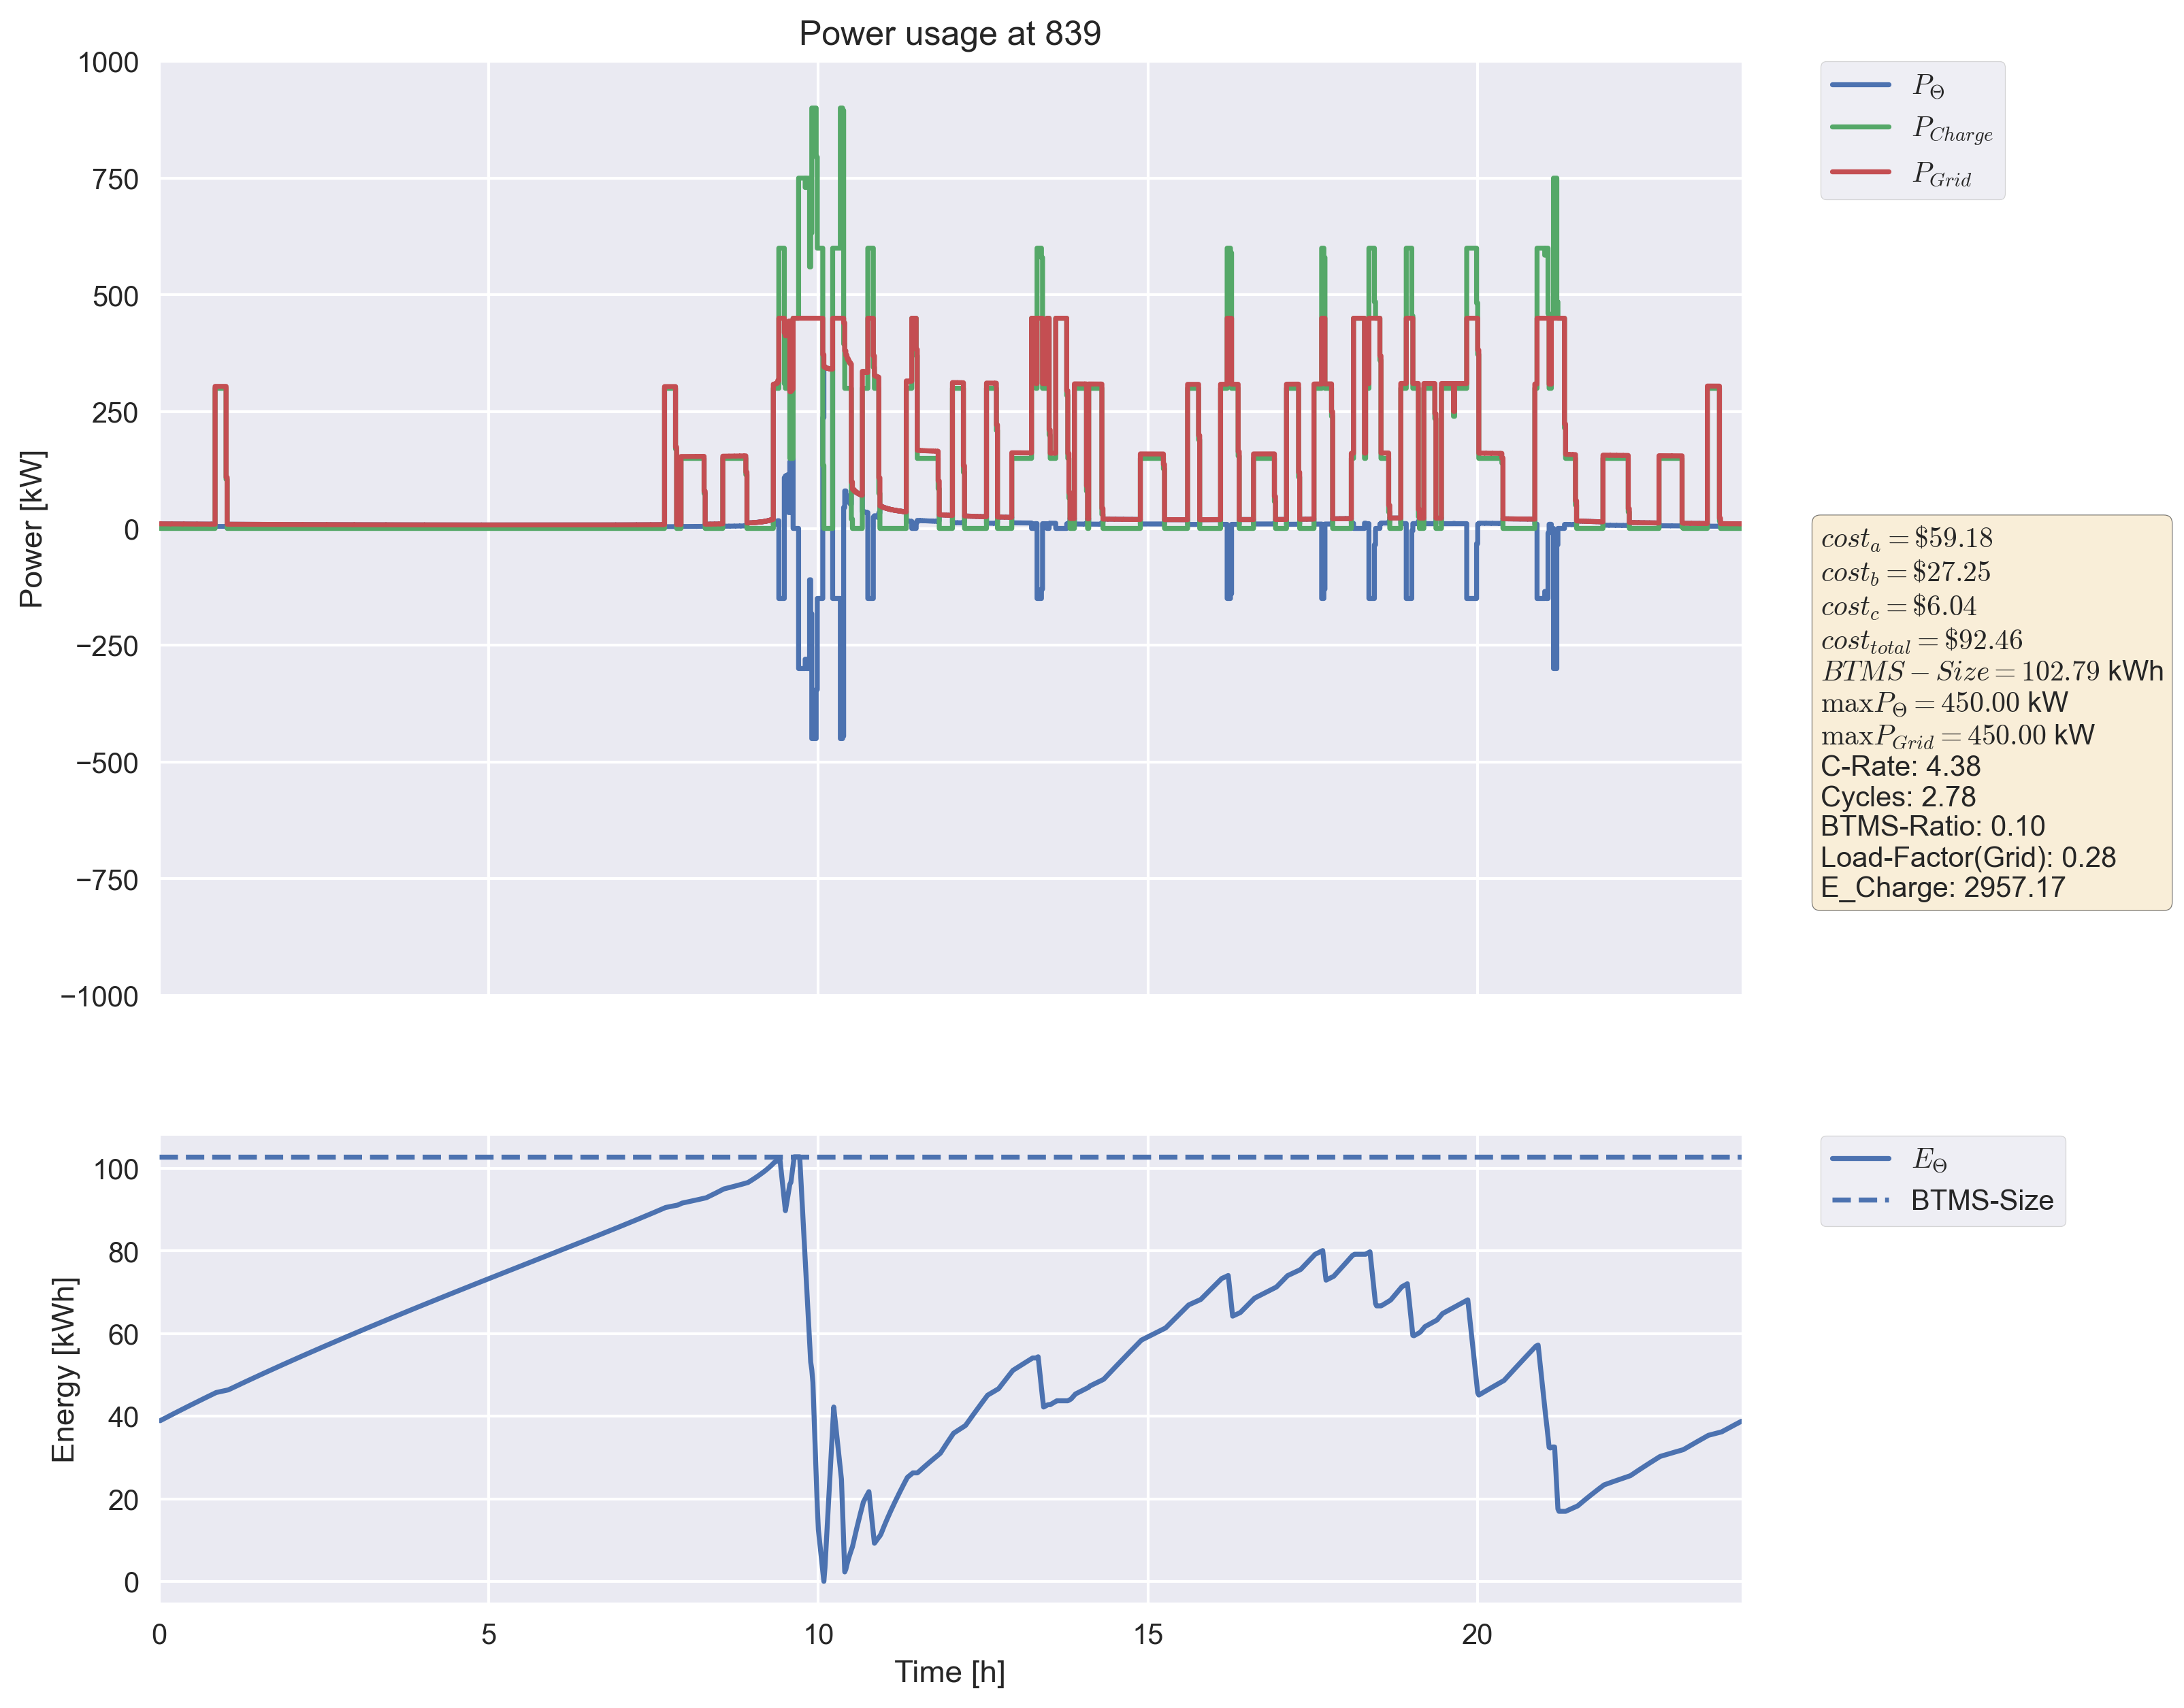 Power usage at 839
1000
750
500
250
0
−250
−500
−750
−1000
Power [kW]
P_Θ
P_Charge
P_Grid
cost_a = $59.18
cost_b = $27.25
cost_c = $6.04
cost_total = $92.46
BTMS − Size = 102.79 kWh
maxP_Θ = 450.00 kW
maxP_Grid = 450.00 kW
C-Rate: 4.38
Cycles: 2.78
BTMS-Ratio: 0.10
Load-Factor(Grid): 0.28
E_Charge: 2957.17
100
80
60
40
20
0
Energy [kWh]
E_Θ
BTMS-Size
0 5 10 15 20
Time [h]